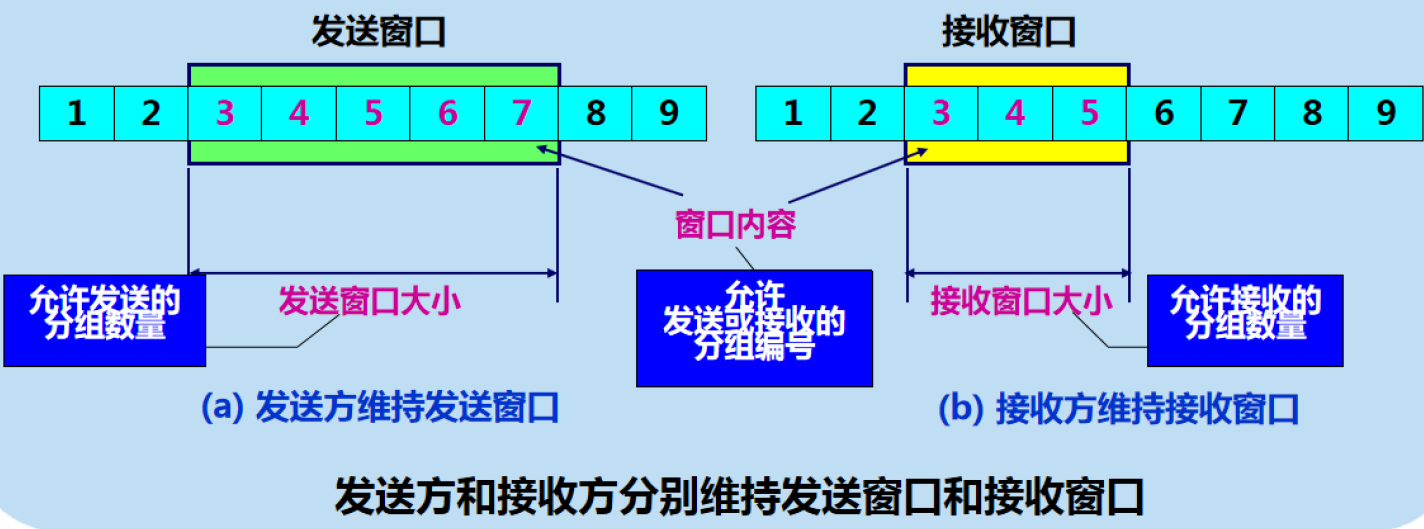 发送窗口
接收窗口
1 2 3 4 5 6 7 8 9
1 2 3 4 5 6 7 8 9
窗口内容
允许发送的
分组数量
发送窗口大小
允许
发送或接收的
分组编号
接收窗口大小
允许接收的
分组数量
(a) 发送方维持发送窗口
(b) 接收方维持接收窗口
发送方和接收方分别维持发送窗口和接收窗口